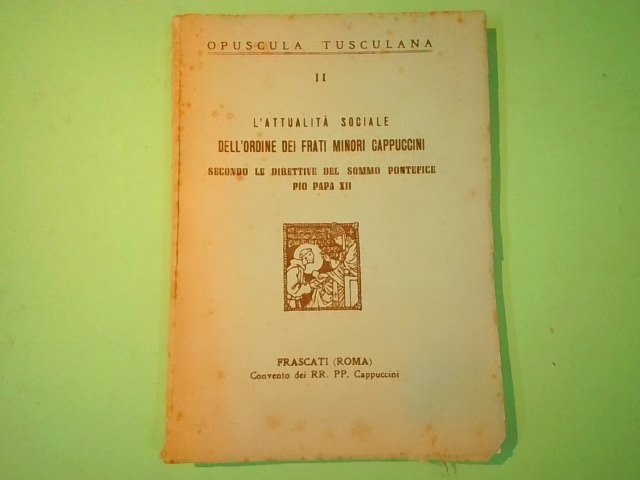 OPUSCULA TUSCULANA
II
L'ATTUALITÀ SOCIALE
DELL'ORDINE DEI FRATI MINORI CAPPUCCINI
SECONDO LE DIRETTIVE DEL SOMMO PONTEFICE
PIO PAPA XII
FRASCATI (ROMA)
Convento dei RR. PP. Cappuccini